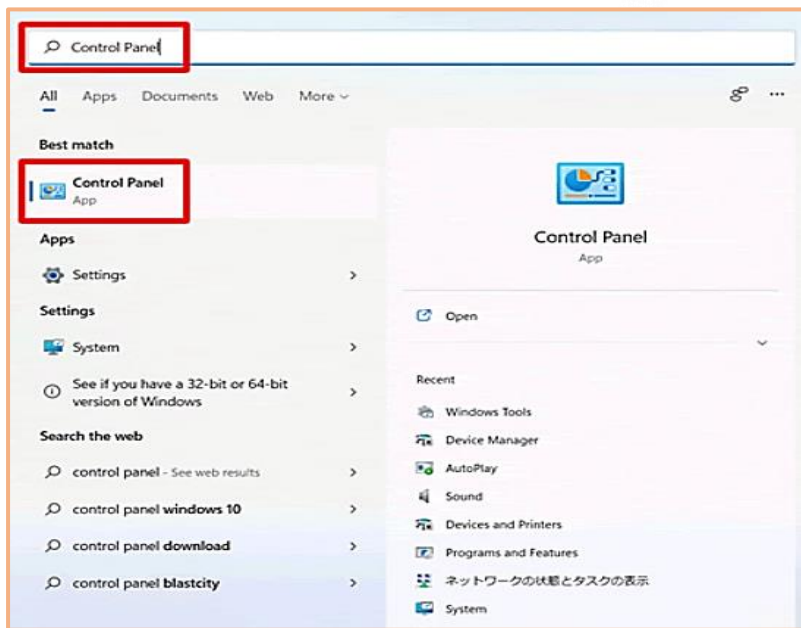 Control Panel
All Apps Documents Web More
Best match
Control Panel
App
Apps
Settings
Settings
System
See if you have a 32-bit or 64-bit
version of Windows
Search the web
control panel - See web results
control panel windows 10
control panel download
control panel blastcity
Control Panel
App
Open
Recent
Windows Tools
Device Manager
AutoPlay
Sound
Devices and Printers
Programs and Features
ネットワークの状態とタスクの表示
System